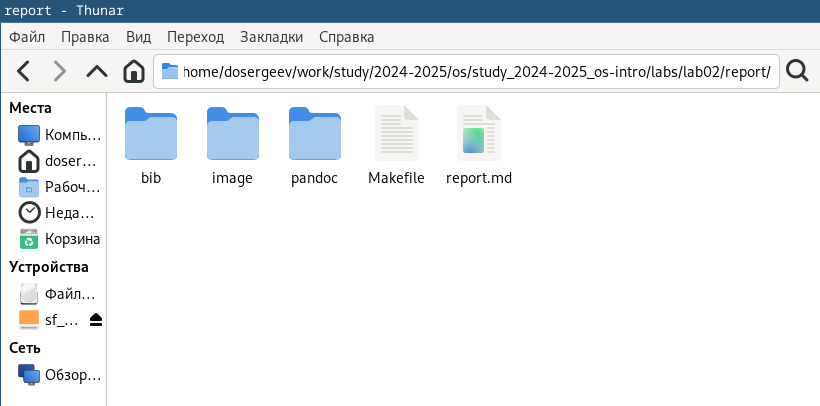 report - Thunar
Файл Правка Вид Переход Закладки Справка
home/dosergeev/work/study/2024-2025/os/study_2024-2025_os-intro/labs/lab02/report/
Места
Компь...
doser...
Рабоч...
Неда...
Корзина
Устройства
Файл...
sf_...
Сеть
Обзор...
bib image pandoc Makefile report.md